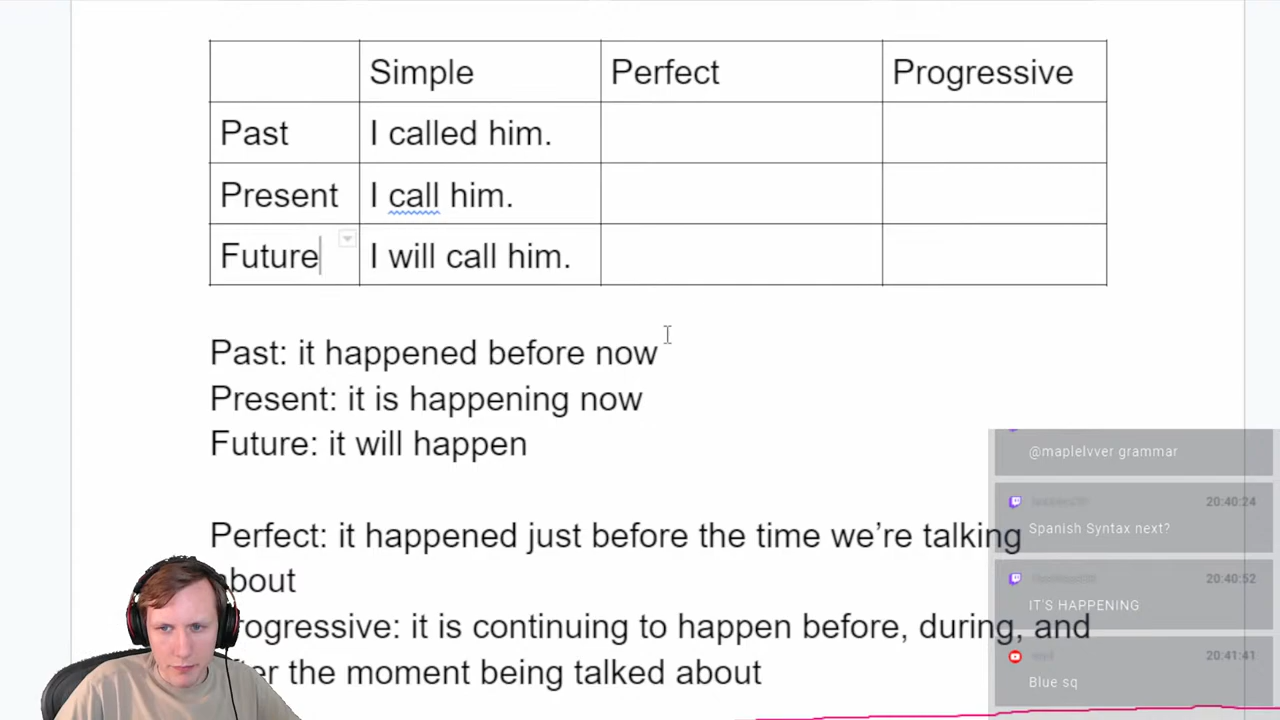 Simple Perfect Progressive
Past I called him.
Present I call him.
Future I will call him.
Past: it happened before now
Present: it is happening now
Future: it will happen
Perfect: it happened just before the time we’re talking
about
rogressive: it is continuing to happen before, during, and
er the moment being talked about
@maplelvver grammar
20:40:24
Spanish Syntax next?
20:40:52
IT'S HAPPENING
20:41:41
Blue sq